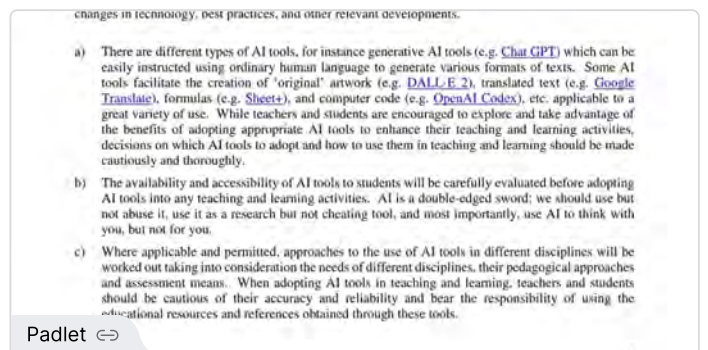 changes in technology, best practices, and other relevant developments.
a) There are different types of AI tools, for instance generative AI tools (e.g. Chat GPT) which can be
easily instructed using ordinary human language to generate various formats of texts. Some AI
tools facilitate the creation of 'original' artwork (e.g. DALL·E 2), translated text (e.g. Google
Translate), formulas (e.g. Sheet+), and computer code (e.g. OpenAI Codex), etc. applicable to a
great variety of use. While teachers and students are encouraged to explore and take advantage of
the benefits of adopting appropriate AI tools to enhance their teaching and learning activities,
decisions on which AI tools to adopt and how to use them in teaching and learning should be made
cautiously and thoroughly.
b) The availability and accessibility of AI tools to students will be carefully evaluated before adopting
AI tools into any teaching and learning activities. AI is a double-edged sword; we should use but
not abuse it, use it as a research but not cheating tool, and most importantly, use AI to think with
you, but not for you.
c) Where applicable and permitted, approaches to the use of AI tools in different disciplines will be
worked out taking into consideration the needs of different disciplines, their pedagogical approaches
and assessment means. When adopting AI tools in teaching and learning, teachers and students
should be cautious of their accuracy and reliability and bear the responsibility of using the
educational resources and references obtained through these tools.
Padlet